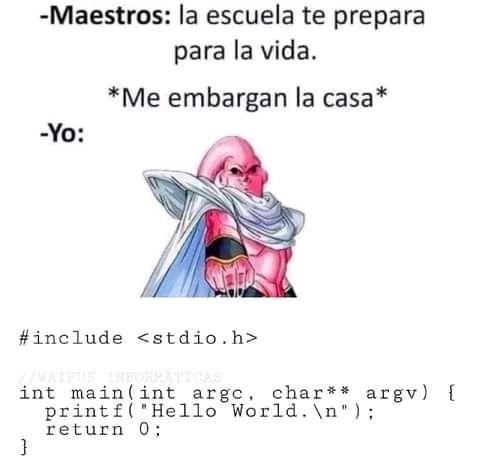 -Maestros: la escuela te prepara
para la vida.
*Me embargan la casa*
-Yo:
#include <stdio.h>
//WAIFUS INFORMÁTICAS
int main(int argc, char** argv) {
printf("Hello World.\n");
return 0;
}